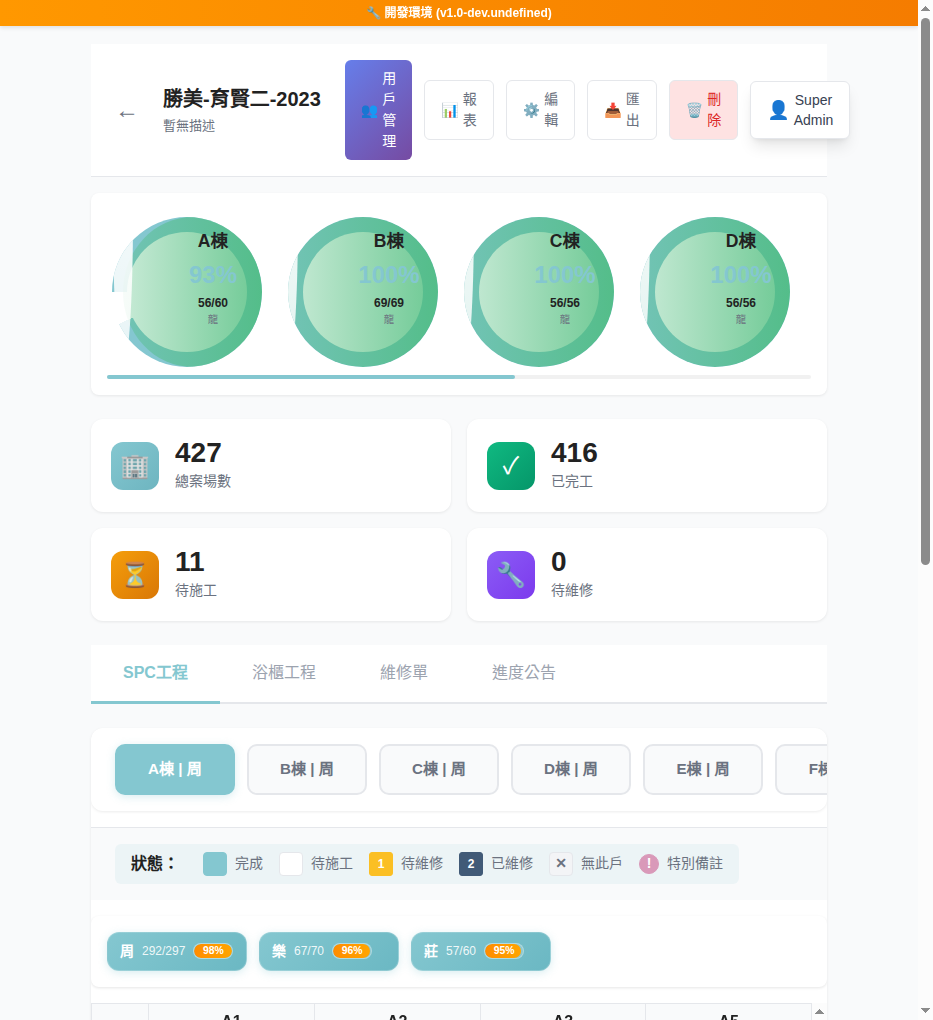 🔧 開發環境 (v1.0-dev.undefined)
← 勝美-育賢二-2023
暫無描述
👥 用戶管理
📊 報表
⚙️ 編輯
📥 匯出
🗑️ 刪除
👤 Super Admin
A棟
93%
56/60
龍
B棟
100%
69/69
龍
C棟
100%
56/56
龍
D棟
100%
56/56
龍
427
總案場數
416
已完工
11
待施工
0
待維修
SPC工程 浴櫃工程 維修單 進度公告
A棟 | 周 B棟 | 周 C棟 | 周 D棟 | 周 E棟 | 周
狀態： 完成 待施工 1 待維修 2 已維修 ✕ 無此戶 ! 特別備註
周 292/297 98% 樂 67/70 96% 莊 57/60 95%
A1 A2 A3 A5